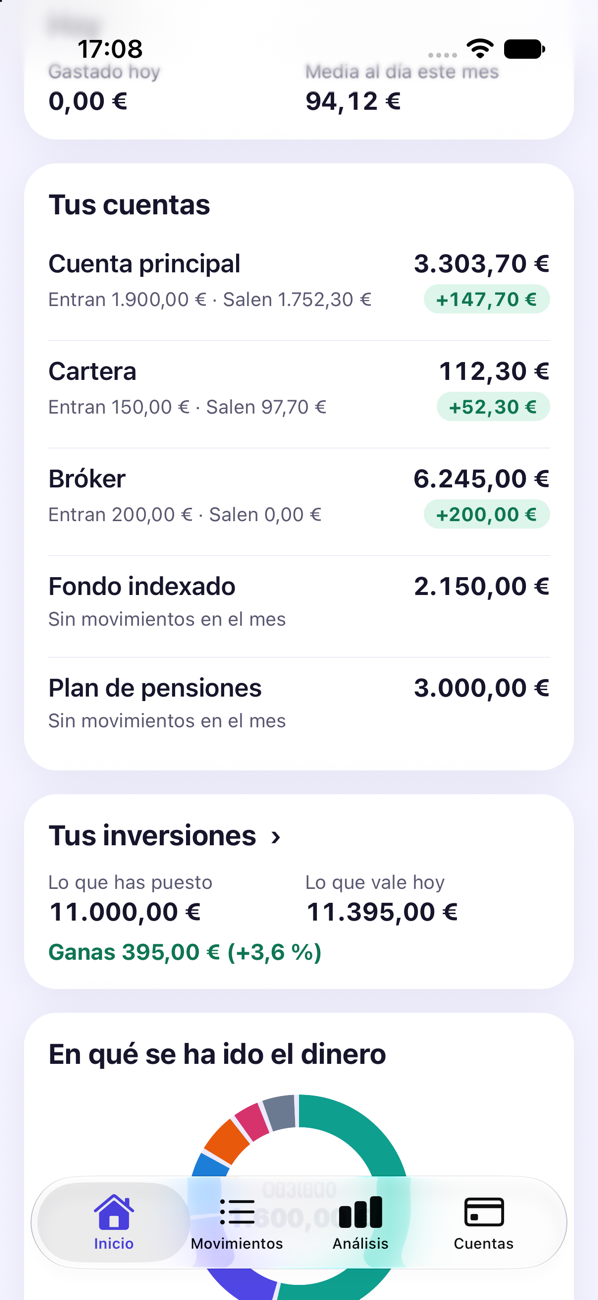 Hoy
17:08
Gastado hoy
Media al día este mes
0,00 €
94,12 €
Tus cuentas
Cuenta principal
3.303,70 €
Entran 1.900,00 € · Salen 1.752,30 €
+147,70 €
Cartera
112,30 €
Entran 150,00 € · Salen 97,70 €
+52,30 €
Bróker
6.245,00 €
Entran 200,00 € · Salen 0,00 €
+200,00 €
Fondo indexado
2.150,00 €
Sin movimientos en el mes
Plan de pensiones
3.000,00 €
Sin movimientos en el mes
Tus inversiones ›
Lo que has puesto
Lo que vale hoy
11.000,00 €
11.395,00 €
Ganas 395,00 € (+3,6 %)
En qué se ha ido el dinero
Inicio
Movimientos
Análisis
Cuentas